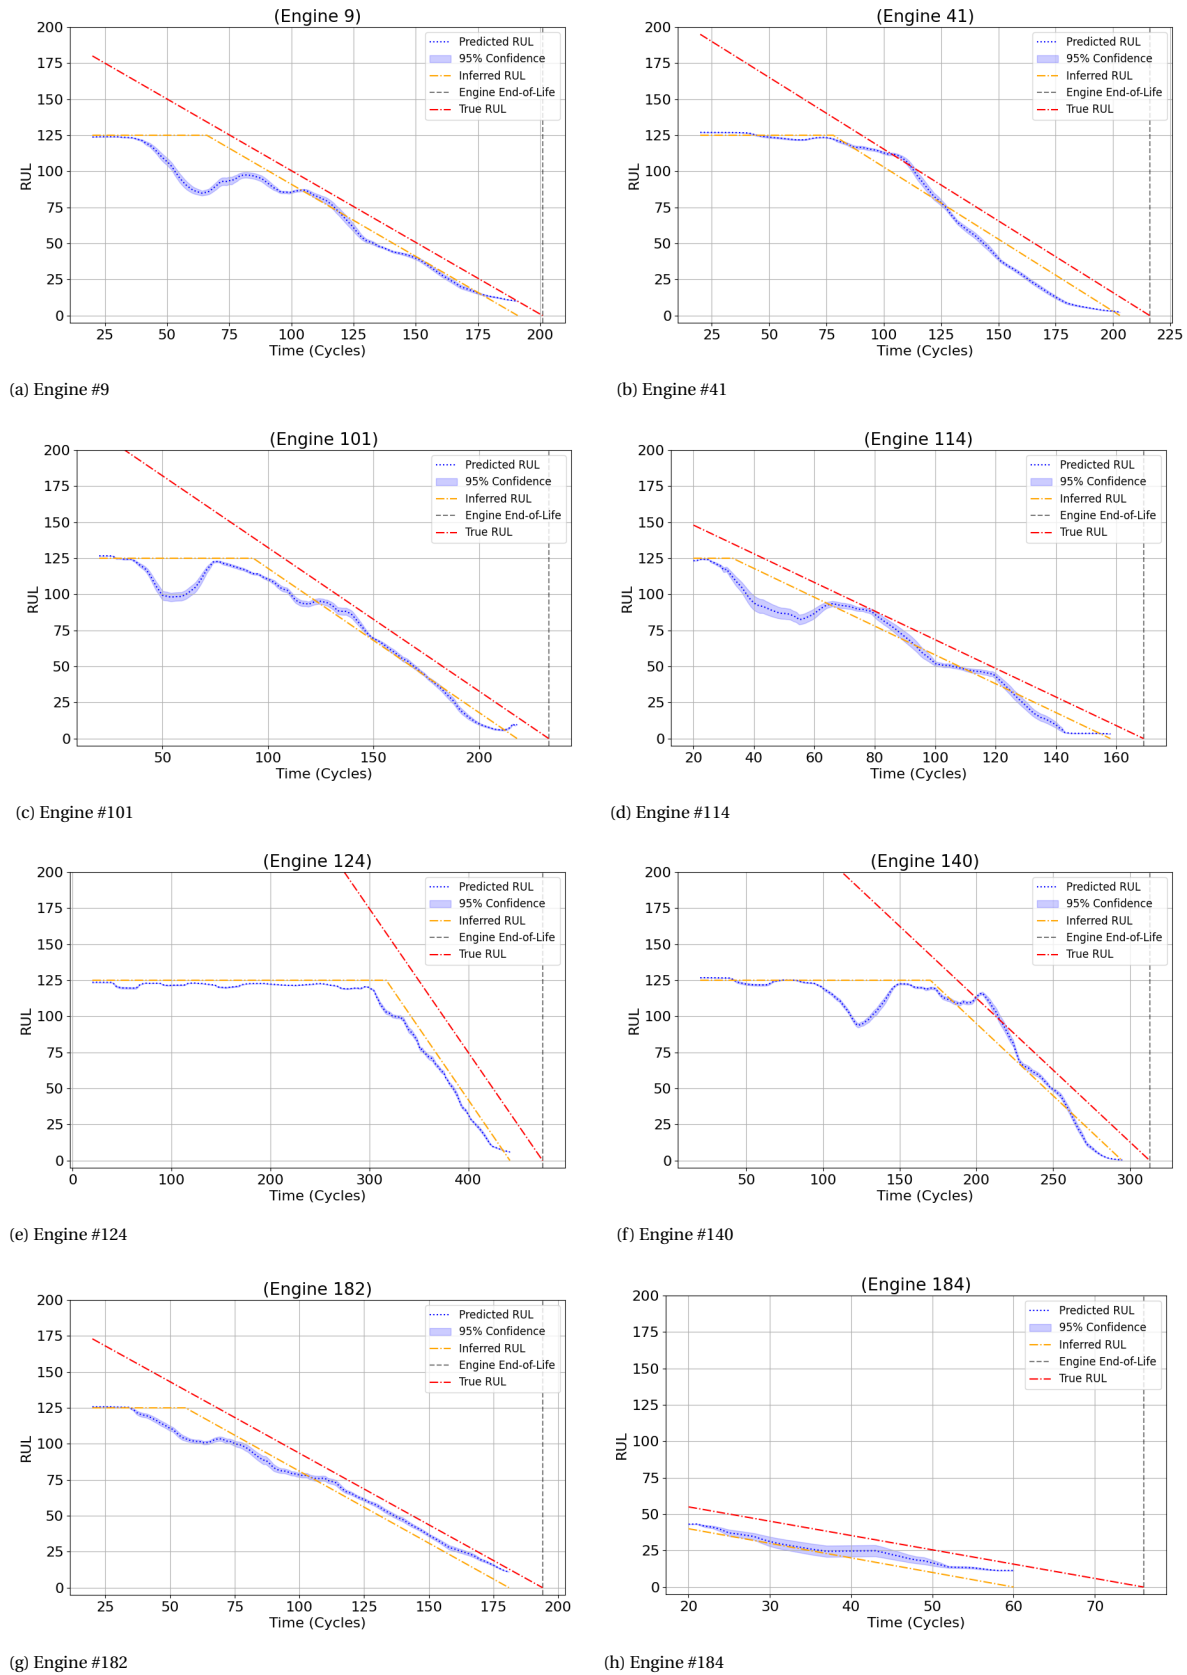 (Engine 9)
200
175
150
125
100
75
50
25
0
RUL
Predicted RUL
95% Confidence
Inferred RUL
Engine End-of-Life
True RUL
25 50 75 100 125 150 175 200
Time (Cycles)
(a) Engine #9
(Engine 41)
200
175
150
125
100
75
50
25
0
RUL
Predicted RUL
95% Confidence
Inferred RUL
Engine End-of-Life
True RUL
25 50 75 100 125 150 175 200 225
Time (Cycles)
(b) Engine #41
(Engine 101)
200
175
150
125
100
75
50
25
0
RUL
Predicted RUL
95% Confidence
Inferred RUL
Engine End-of-Life
True RUL
50 100 150 200
Time (Cycles)
(c) Engine #101
(Engine 114)
200
175
150
125
100
75
50
25
0
RUL
Predicted RUL
95% Confidence
Inferred RUL
Engine End-of-Life
True RUL
20 40 60 80 100 120 140 160
Time (Cycles)
(d) Engine #114
(Engine 124)
200
175
150
125
100
75
50
25
0
RUL
Predicted RUL
95% Confidence
Inferred RUL
Engine End-of-Life
True RUL
0 100 200 300 400
Time (Cycles)
(e) Engine #124
(Engine 140)
200
175
150
125
100
75
50
25
0
RUL
Predicted RUL
95% Confidence
Inferred RUL
Engine End-of-Life
True RUL
50 100 150 200 250 300
Time (Cycles)
(f) Engine #140
(Engine 182)
200
175
150
125
100
75
50
25
0
RUL
Predicted RUL
95% Confidence
Inferred RUL
Engine End-of-Life
True RUL
25 50 75 100 125 150 175 200
Time (Cycles)
(g) Engine #182
(Engine 184)
200
175
150
125
100
75
50
25
0
RUL
Predicted RUL
95% Confidence
Inferred RUL
Engine End-of-Life
True RUL
20 30 40 50 60 70
Time (Cycles)
(h) Engine #184